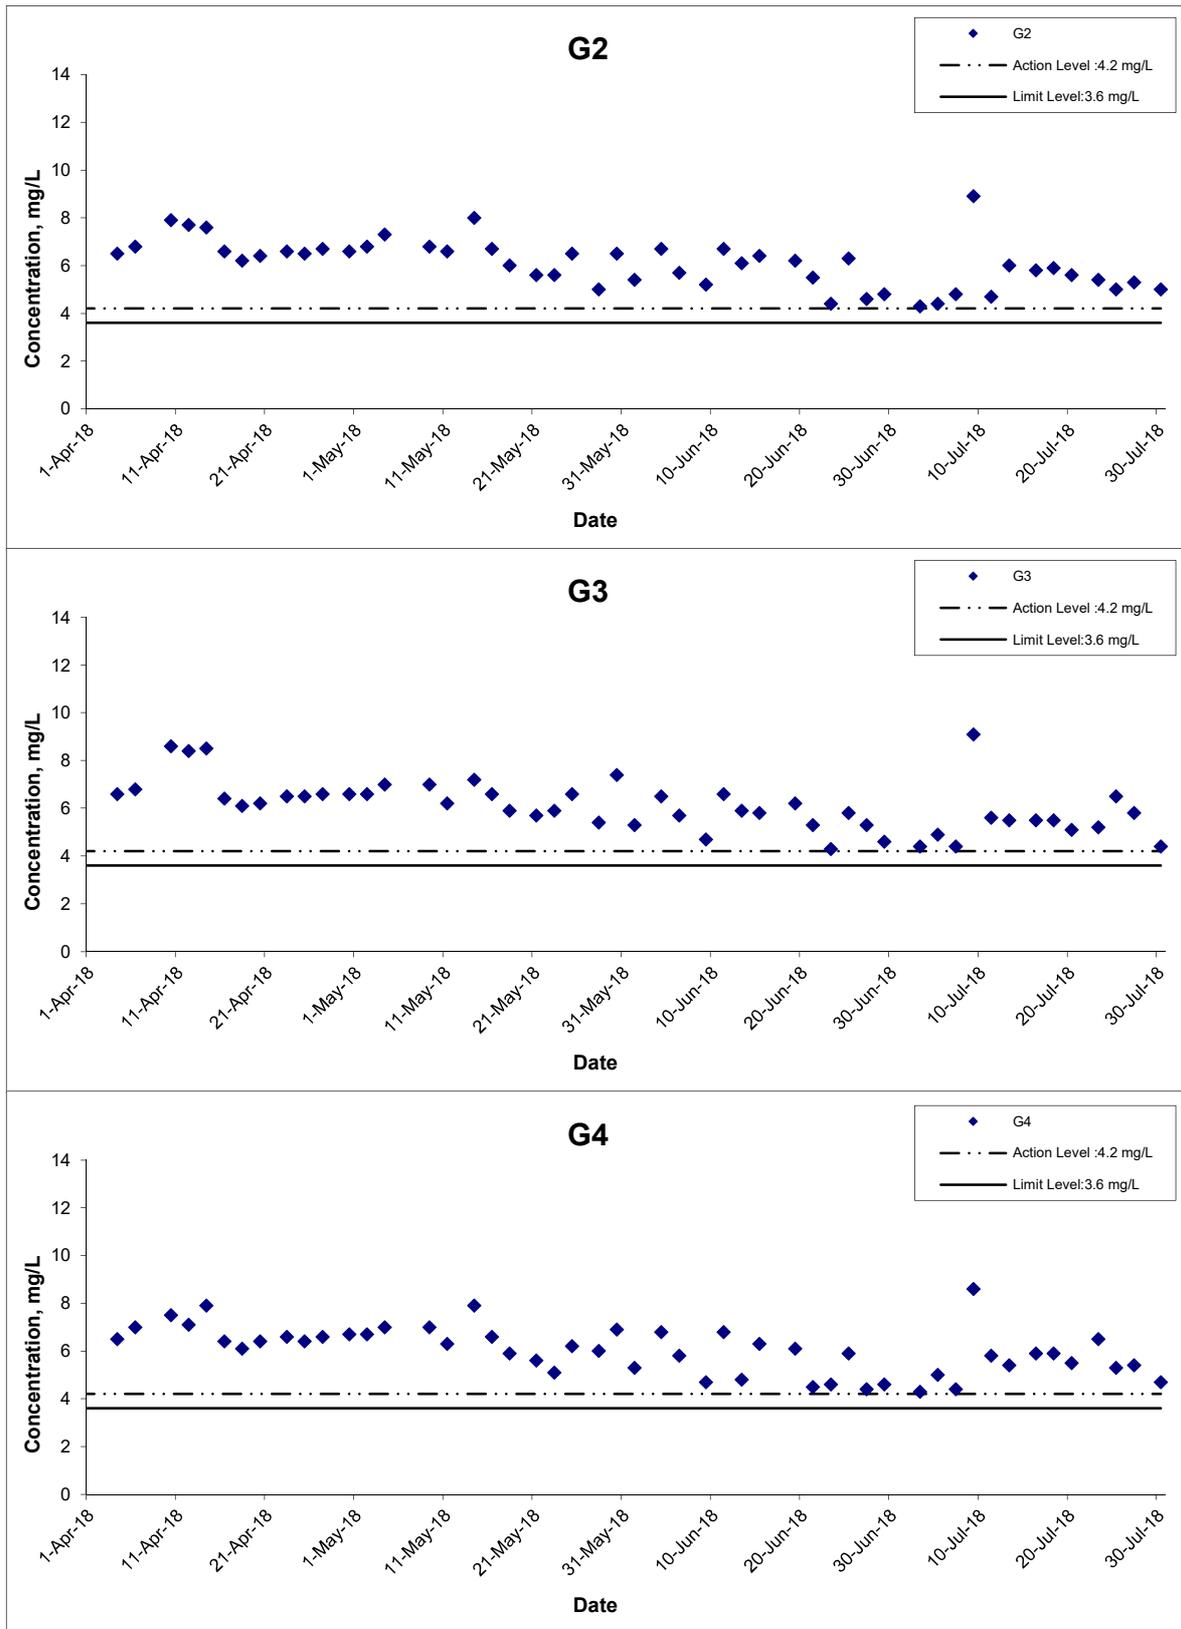 G2
G2
Action Level :4.2 mg/L
Limit Level:3.6 mg/L
Concentration, mg/L
14
12
10
8
6
4
2
0
1-Apr-18
11-Apr-18
21-Apr-18
1-May-18
11-May-18
21-May-18
31-May-18
10-Jun-18
20-Jun-18
30-Jun-18
10-Jul-18
20-Jul-18
30-Jul-18
Date
G3
G3
Action Level :4.2 mg/L
Limit Level:3.6 mg/L
Concentration, mg/L
14
12
10
8
6
4
2
0
1-Apr-18
11-Apr-18
21-Apr-18
1-May-18
11-May-18
21-May-18
31-May-18
10-Jun-18
20-Jun-18
30-Jun-18
10-Jul-18
20-Jul-18
30-Jul-18
Date
G4
G4
Action Level :4.2 mg/L
Limit Level:3.6 mg/L
Concentration, mg/L
14
12
10
8
6
4
2
0
1-Apr-18
11-Apr-18
21-Apr-18
1-May-18
11-May-18
21-May-18
31-May-18
10-Jun-18
20-Jun-18
30-Jun-18
10-Jul-18
20-Jul-18
30-Jul-18
Date